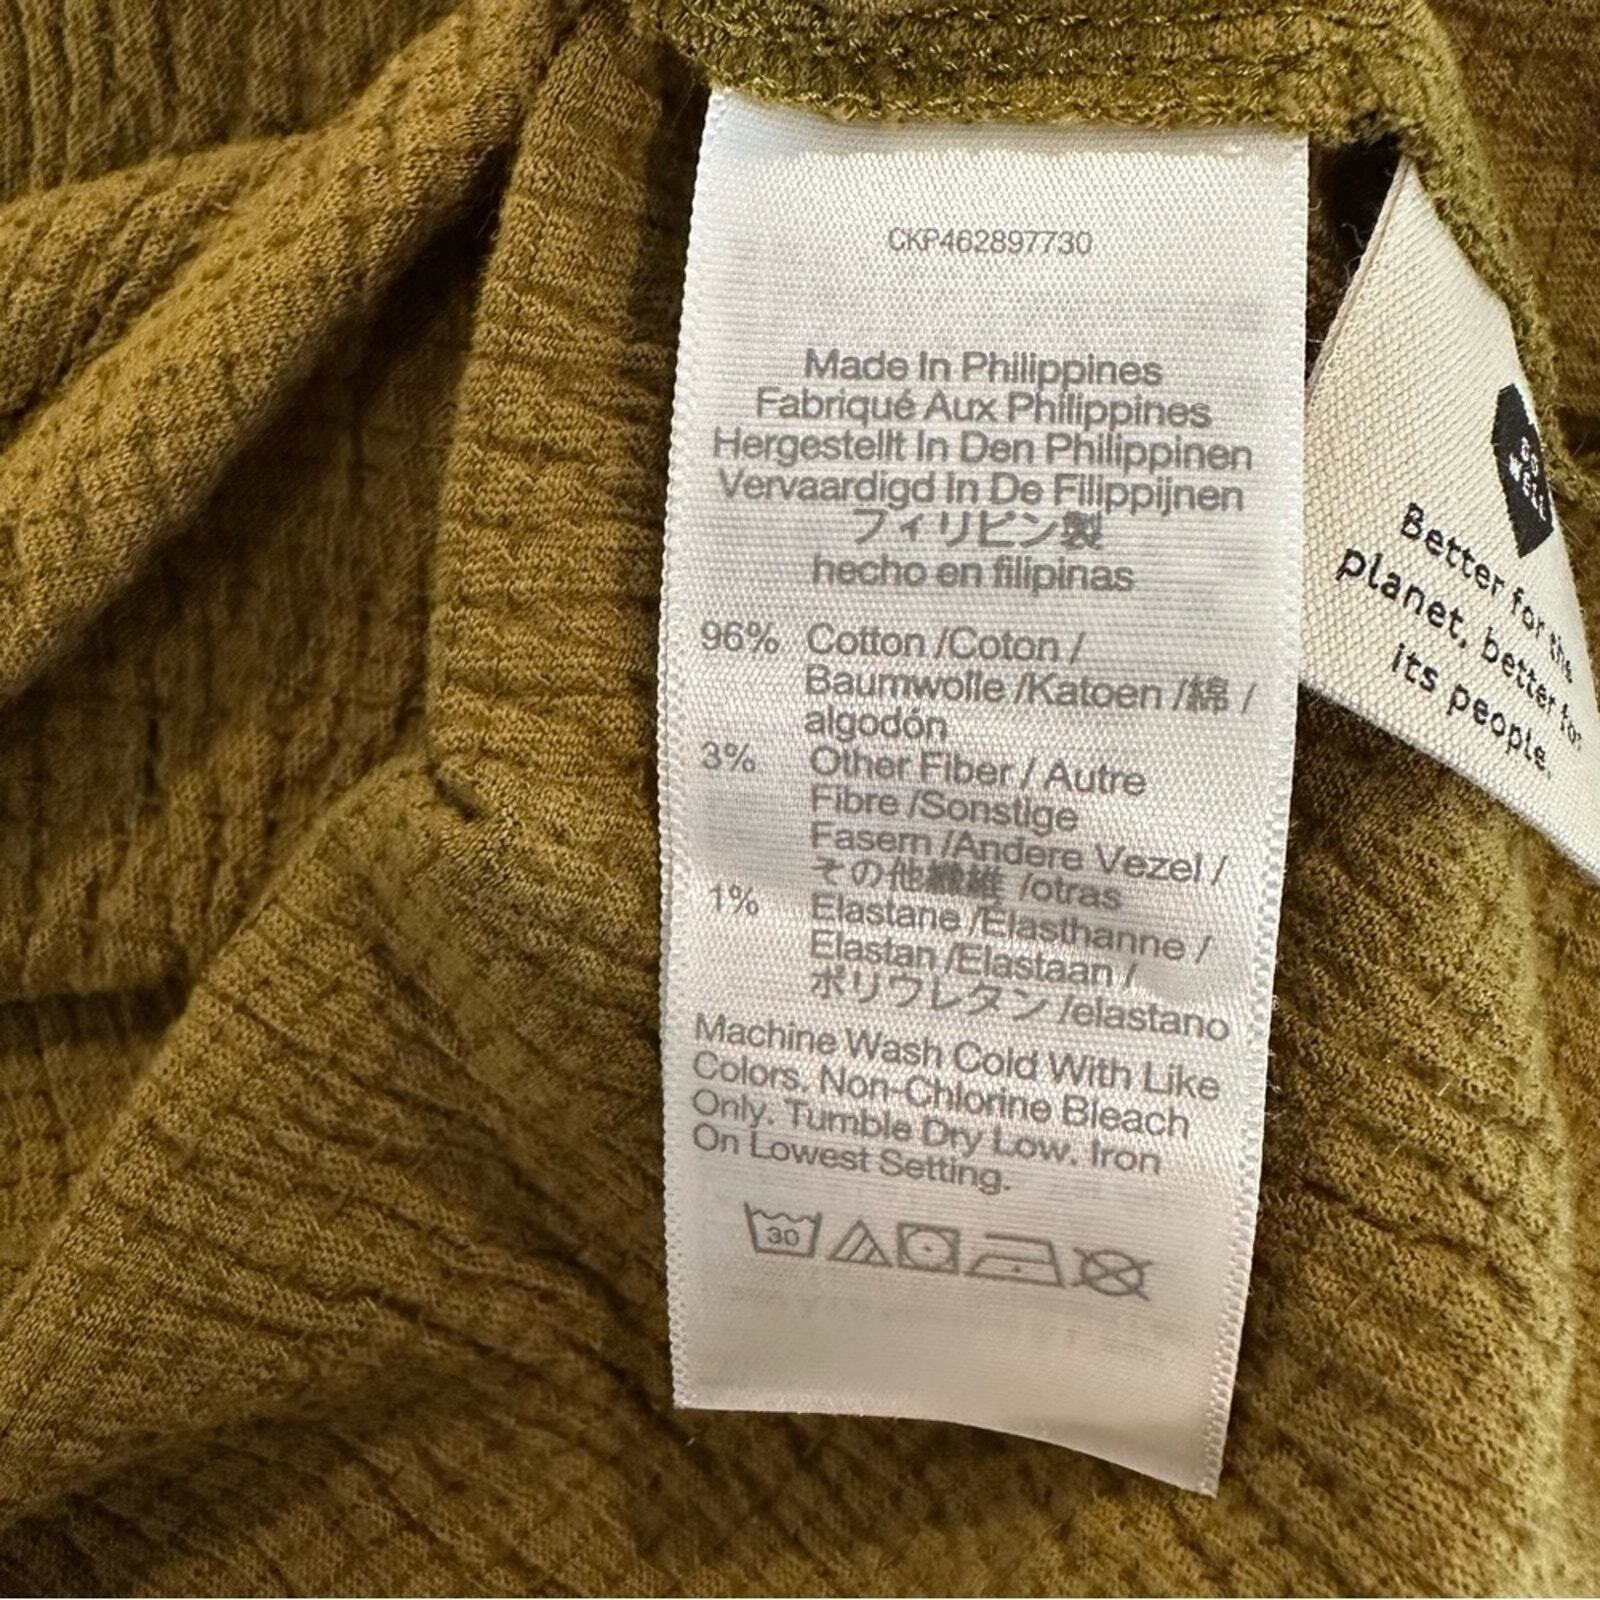 CKP462897730
Made In Philippines
Fabriqué Aux Philippines
Hergestellt In Den Philippinen
Vervaardigd In De Filippijnen
フィリピン製
hecho en filipinas
96% Cotton /Coton /
Baumwolle /Katoen /綿 /
algodón
3% Other Fiber / Autre
Fibre /Sonstige
Fasern /Andere Vezel /
その他繊維 /otras
1% Elastane /Élasthanne /
Elastan /Elastaan /
ポリウレタン /elastano
Machine Wash Cold With Like
Colors. Non-Chlorine Bleach
Only. Tumble Dry Low. Iron
On Lowest Setting.
30
Better for the
planet, better for
its people.